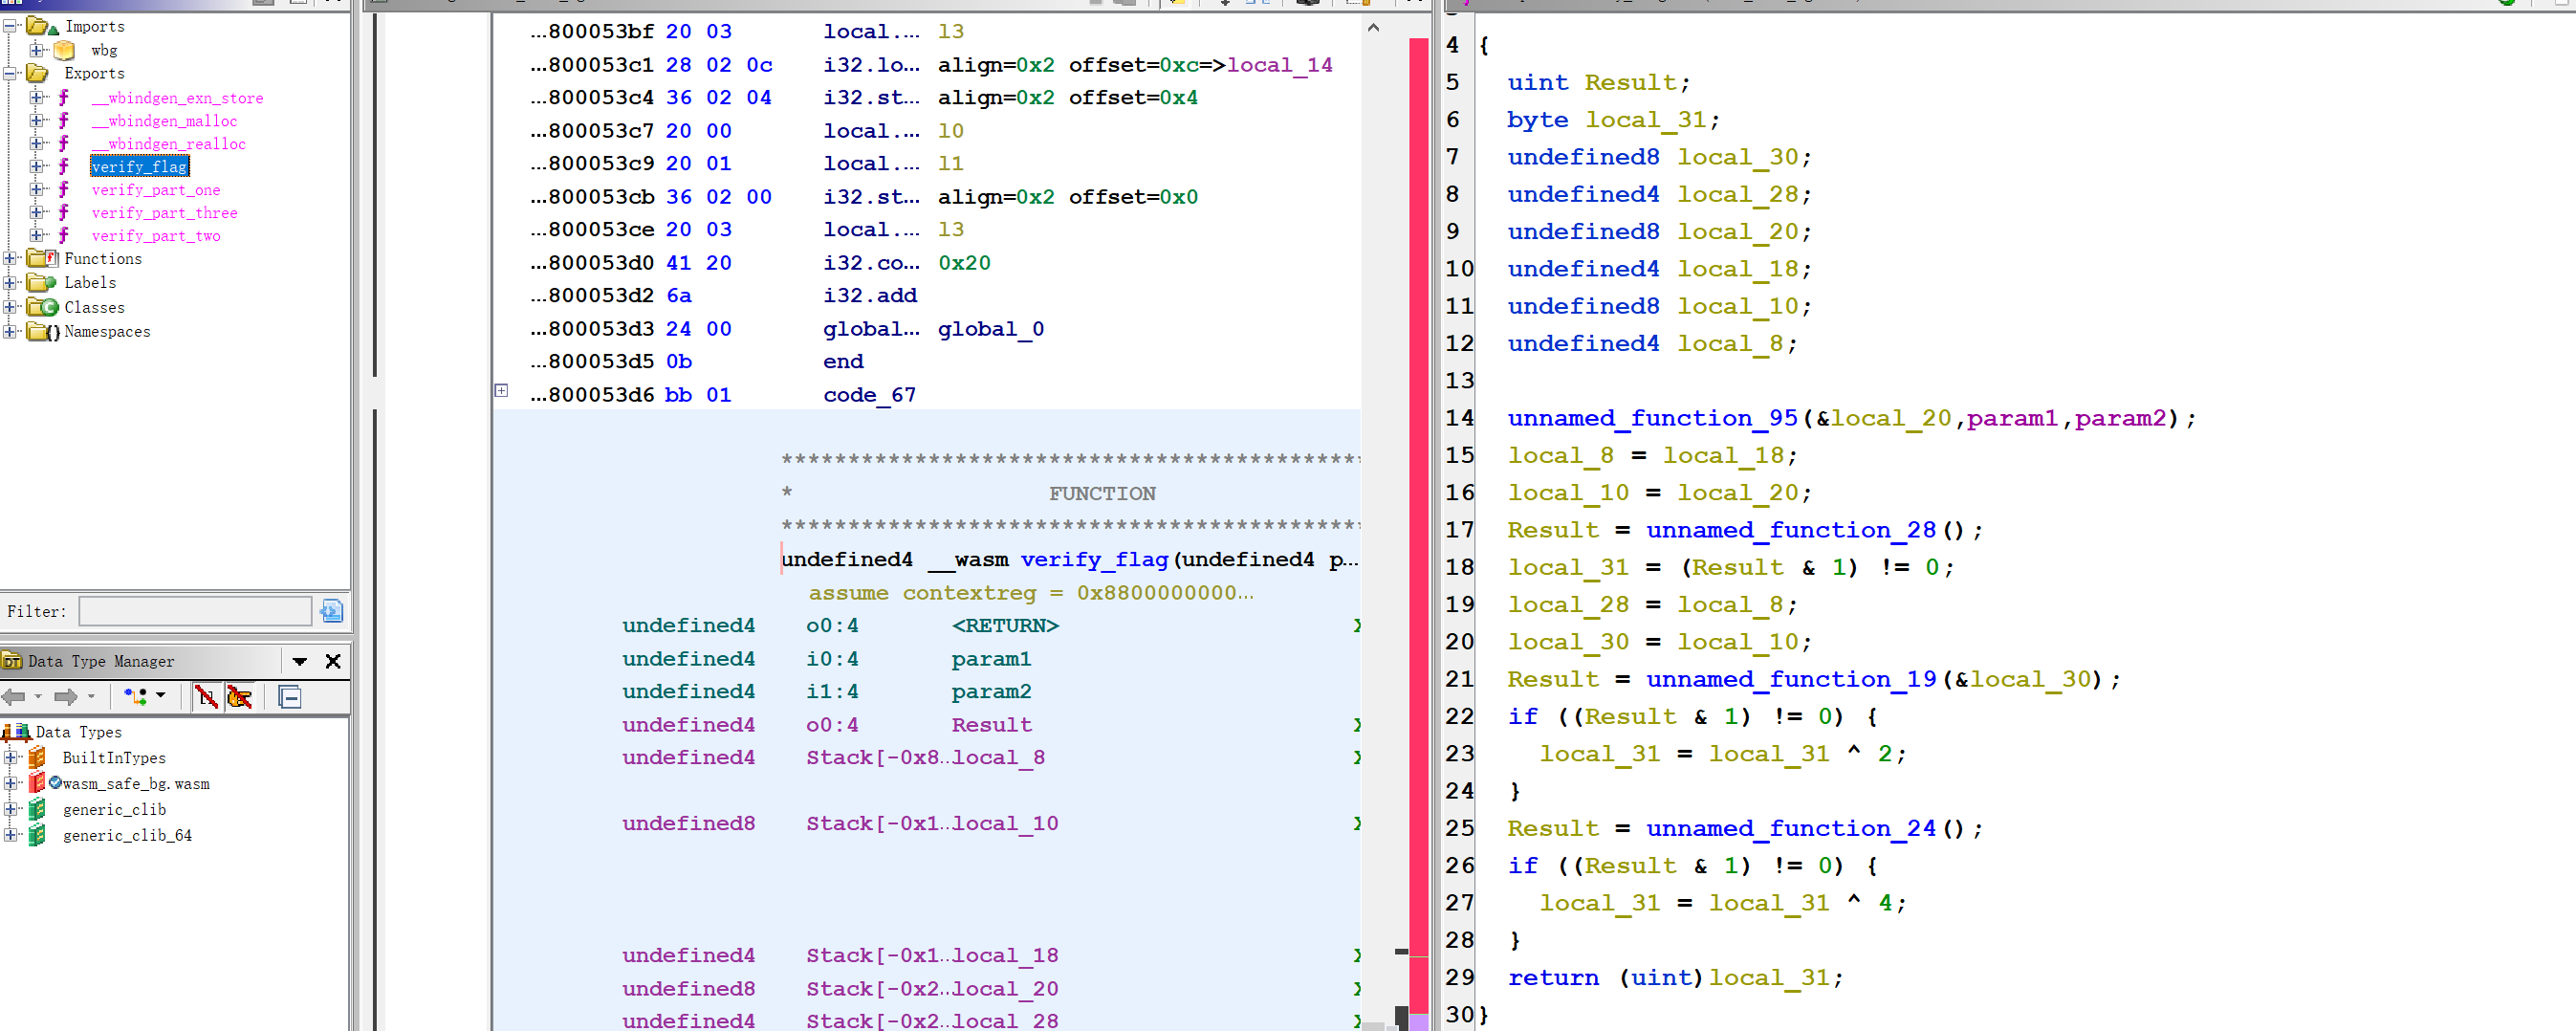 Imports
wbg
Exports
__wbindgen_exn_store
__wbindgen_malloc
__wbindgen_realloc
verify_flag
verify_part_one
verify_part_three
verify_part_two
Functions
Labels
Classes
Namespaces
Filter:
Data Type Manager
Data Types
BuiltInTypes
wasm_safe_bg.wasm
generic_clib
generic_clib_64
...800053bf 20 03 local.... l3
...800053c1 28 02 0c i32.lo... align=0x2 offset=0xc=>local_14
...800053c4 36 02 04 i32.st... align=0x2 offset=0x4
...800053c7 20 00 local.... l0
...800053c9 20 01 local.... l1
...800053cb 36 02 00 i32.st... align=0x2 offset=0x0
...800053ce 20 03 local.... l3
...800053d0 41 20 i32.co... 0x20
...800053d2 6a i32.add
...800053d3 24 00 global... global_0
...800053d5 0b end
...800053d6 bb 01 code_67
*******************************************
* FUNCTION
*******************************************
undefined4 __wasm verify_flag(undefined4 p...
assume contextreg = 0x8800000000...
undefined4 o0:4 <RETURN>
undefined4 i0:4 param1
undefined4 i1:4 param2
undefined4 o0:4 Result
undefined4 Stack[-0x8...local_8
undefined8 Stack[-0x1...local_10
undefined4 Stack[-0x1...local_18
undefined8 Stack[-0x2...local_20
undefined4 Stack[-0x2...local_28
4 {
5 uint Result;
6 byte local_31;
7 undefined8 local_30;
8 undefined4 local_28;
9 undefined8 local_20;
10 undefined4 local_18;
11 undefined8 local_10;
12 undefined4 local_8;
13
14 unnamed_function_95(&local_20,param1,param2);
15 local_8 = local_18;
16 local_10 = local_20;
17 Result = unnamed_function_28();
18 local_31 = (Result & 1) != 0;
19 local_28 = local_8;
20 local_30 = local_10;
21 Result = unnamed_function_19(&local_30);
22 if ((Result & 1) != 0) {
23 local_31 = local_31 ^ 2;
24 }
25 Result = unnamed_function_24();
26 if ((Result & 1) != 0) {
27 local_31 = local_31 ^ 4;
28 }
29 return (uint)local_31;
30 }